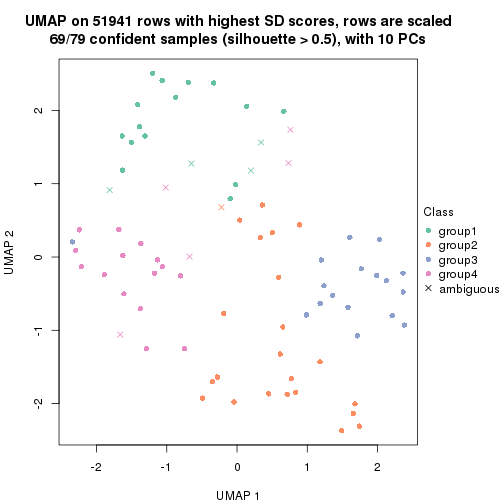 UMAP on 51941 rows with highest SD scores, rows are scaled
69/79 confident samples (silhouette > 0.5), with 10 PCs
2
1
0
-1
-2
UMAP 2
-2
-1
0
1
2
UMAP 1
Class
group1
group2
group3
group4
ambiguous